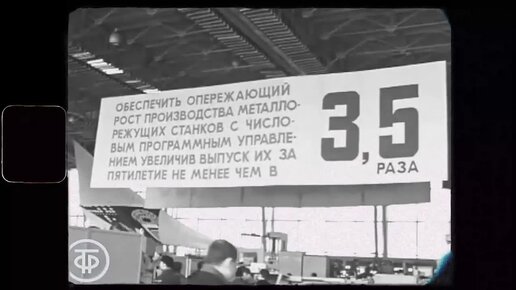 ОБЕСПЕЧИТЬ ОПЕРЕЖАЮЩИЙ
РОСТ ПРОИЗВОДСТВА МЕТАЛЛО-
РЕЖУЩИХ СТАНКОВ С ЧИСЛО-
ВЫМ ПРОГРАММНЫМ УПРАВЛЕ-
НИЕМ УВЕЛИЧИВ ВЫПУСК ИХ ЗА
ПЯТИЛЕТИЕ НЕ МЕНЕЕ ЧЕМ В
3,5
РАЗА